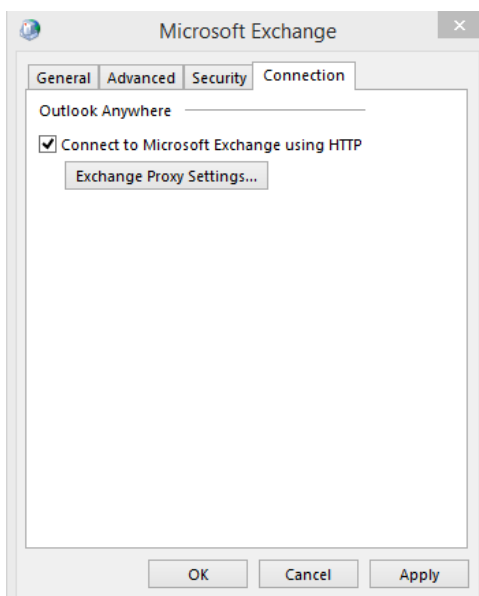 Microsoft Exchange
General Advanced Security Connection
Outlook Anywhere
Connect to Microsoft Exchange using HTTP
Exchange Proxy Settings...
OK Cancel Apply